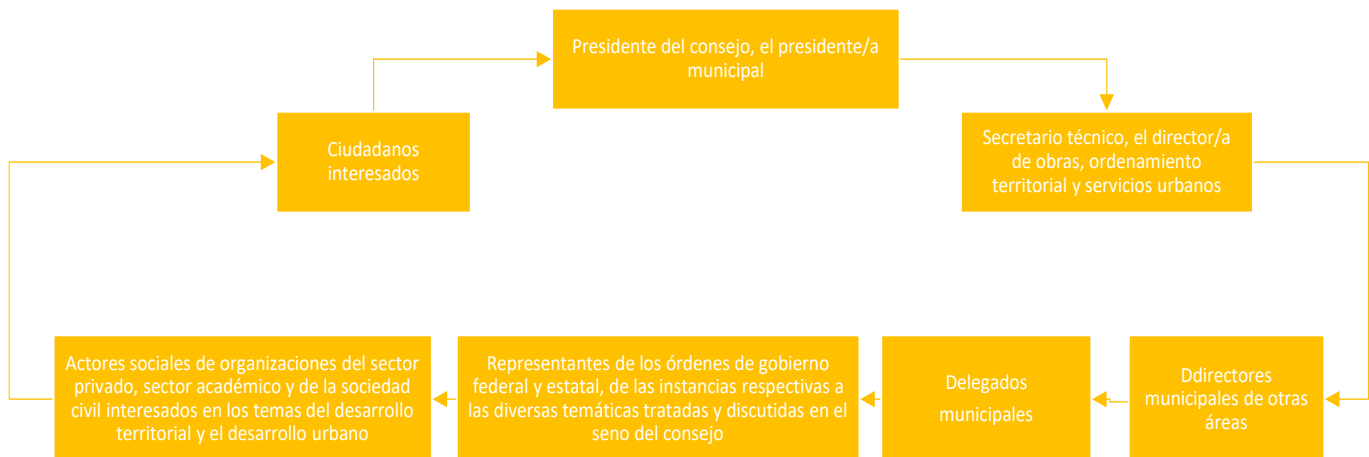 Presidente del consejo, el presidente/a
municipal
Ciudadanos
interesados
Secretario técnico, el director/a
de obras, ordenamiento
territorial y servicios urbanos
Actores sociales de organizaciones del sector
privado, sector académico y de la sociedad
civil interesados en los temas del desarrollo
territorial y el desarrollo urbano
Representantes de los órdenes de gobierno
federal y estatal, de las instancias respectivas a
las diversas temáticas tratadas y discutidas en el
seno del consejo
Delegados
municipales
Ddirectores
municipales de otras
áreas